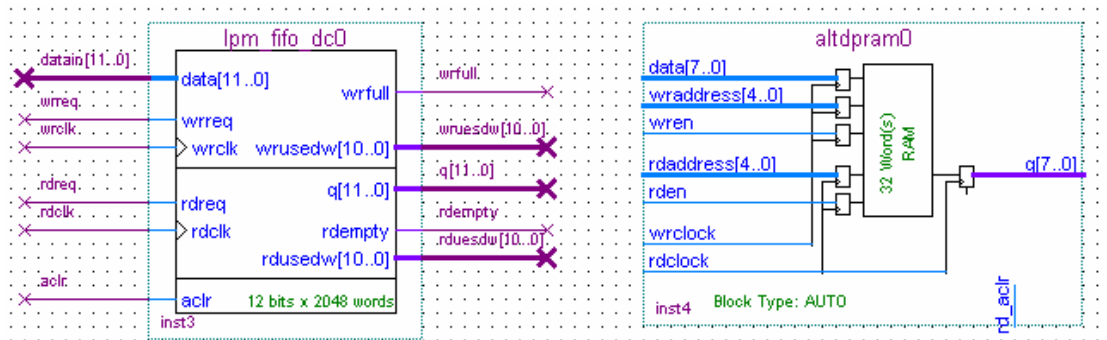 lpm_fifo_dc0
datain[11..0]
wrreq
wrclk
rdreq
rdclk
aclr
data[11..0]
wrreq
wrclk
rdreq
rdclk
aclr
wrfull
wrusedw[10..0]
q[11..0]
rdempty
rdusedw[10..0]
12 bits x 2048 words
inst3
wrfull
wruesdw[10..0]
q[11..0]
rdempty
rduesdw[10..0]
altdpram0
data[7..0]
wraddress[4..0]
wren
rdaddress[4..0]
rden
wrclock
rdclock
32 Word(s)
RAM
q[7..0]
inst4
Block Type: AUTO
rd_aclr